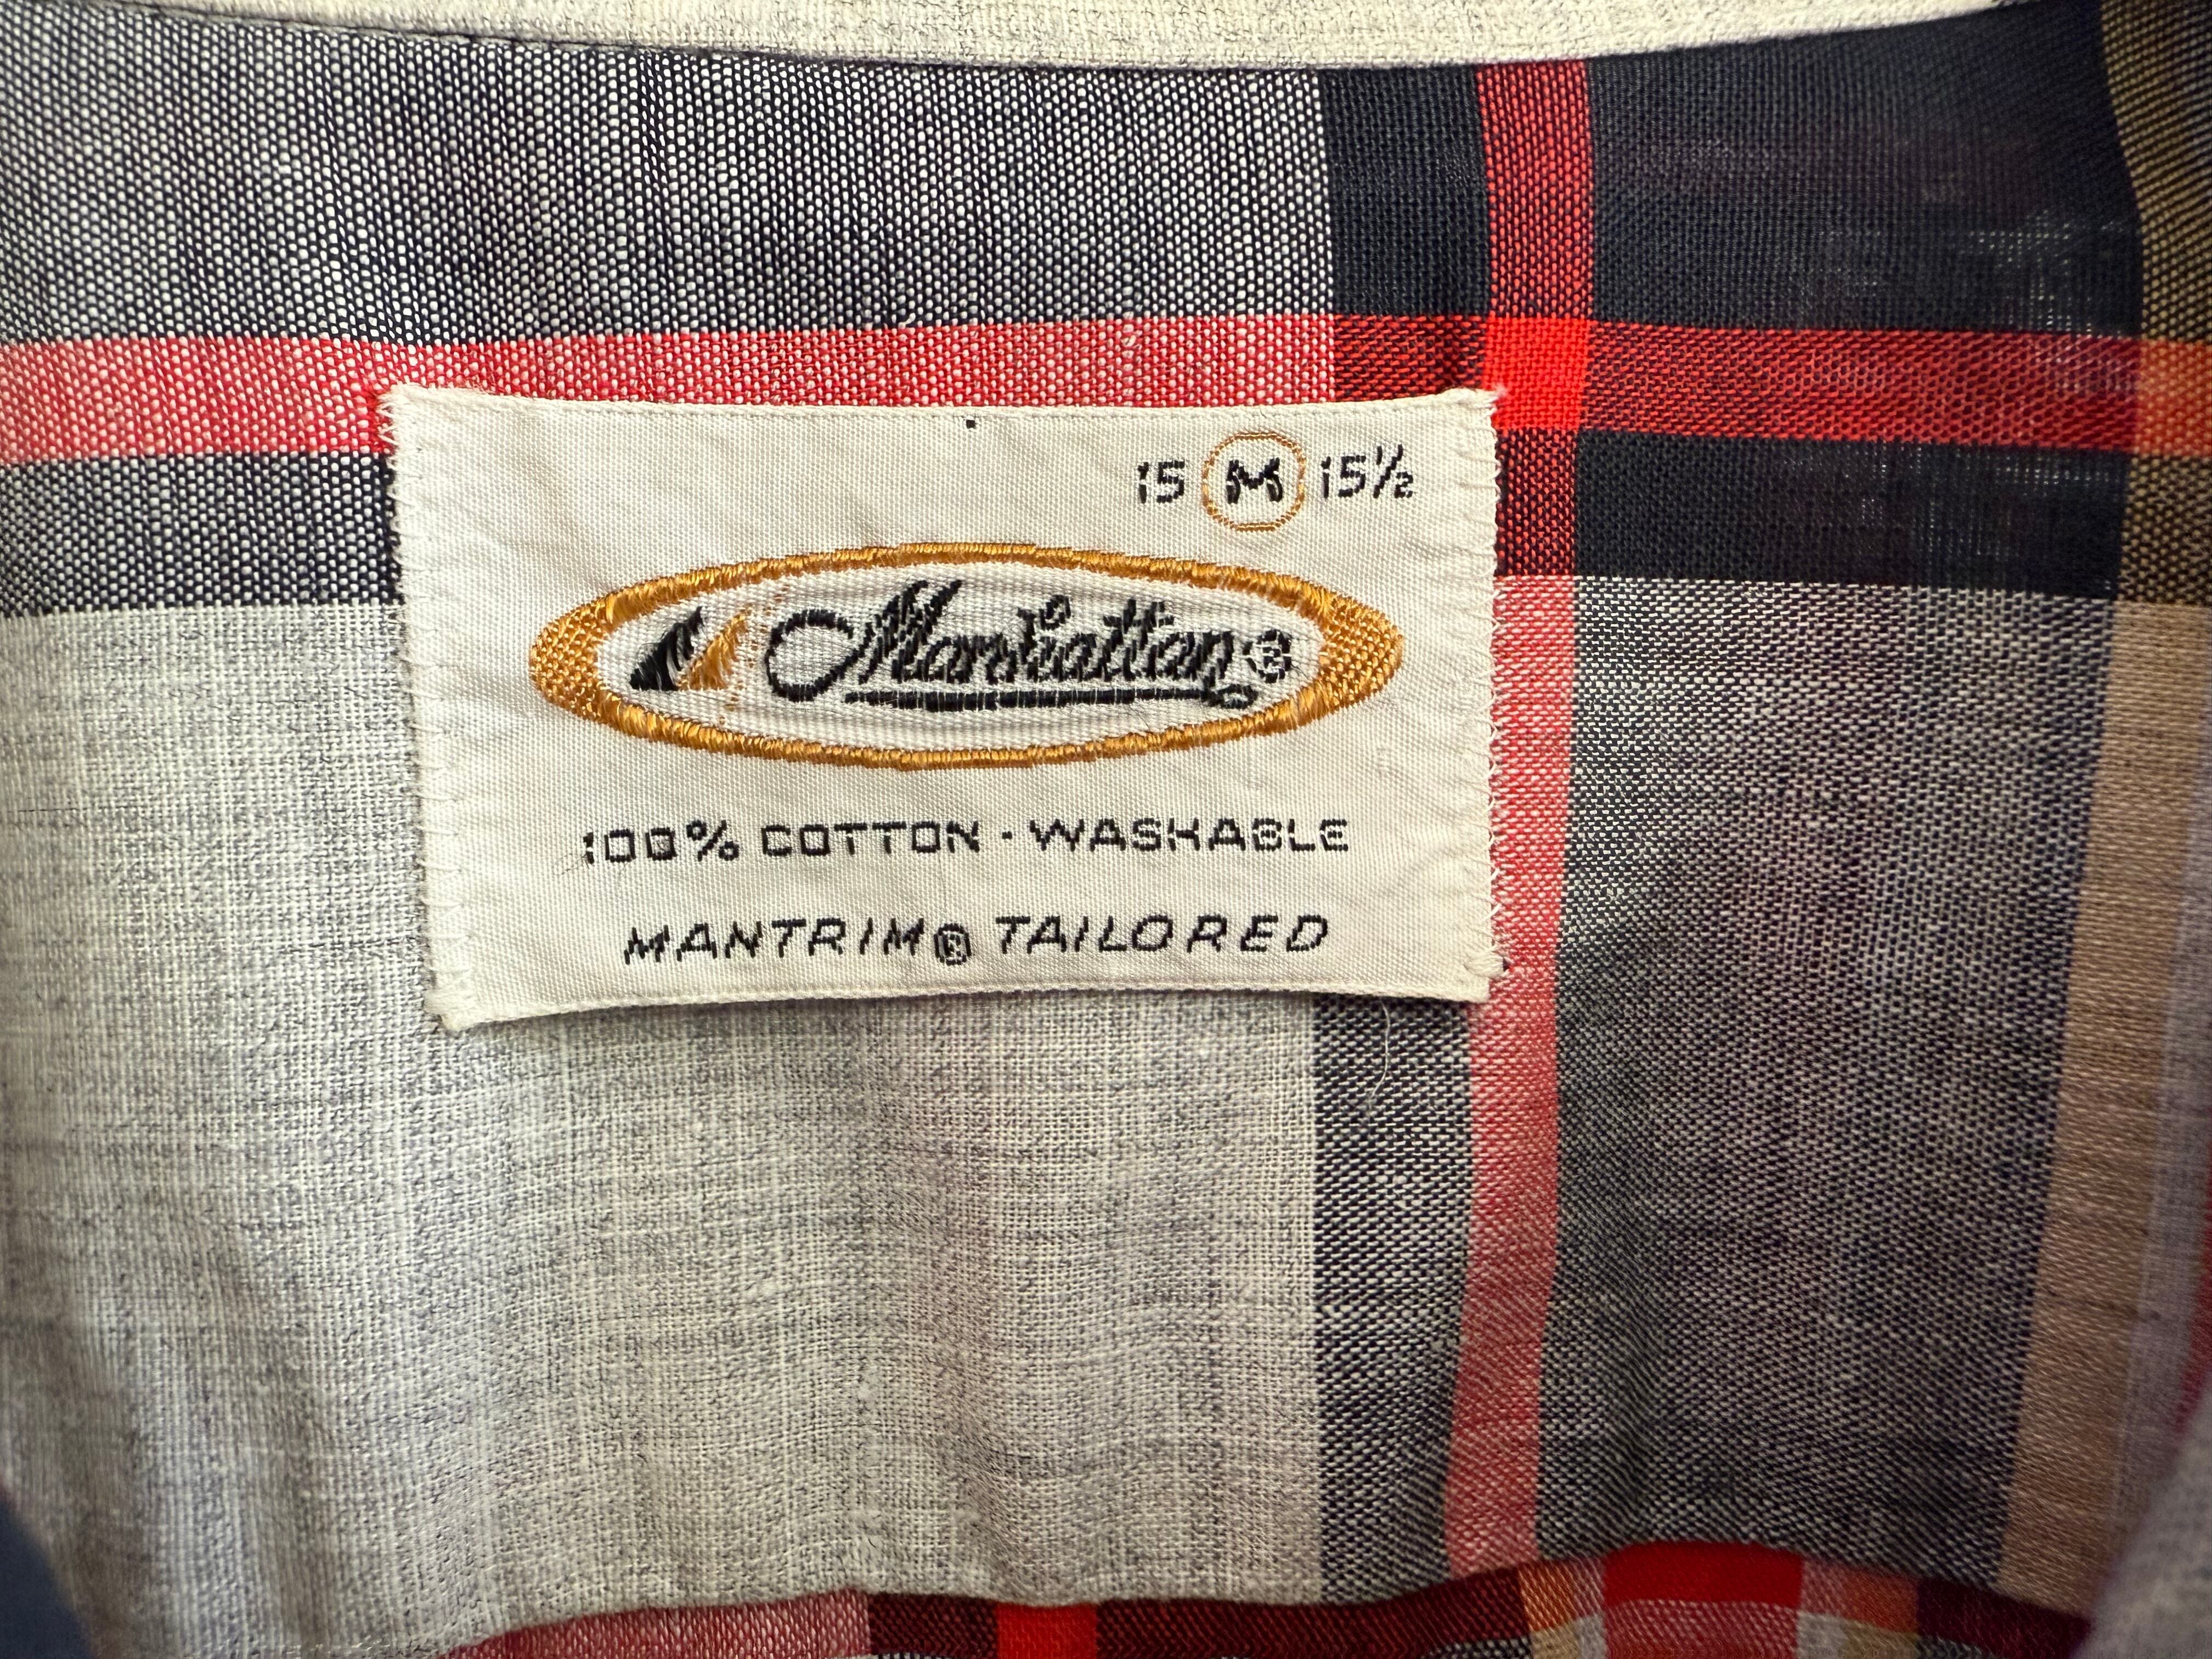 15 M 15½
Manhattan®
100% COTTON · WASHABLE
MANTRIM® TAILORED